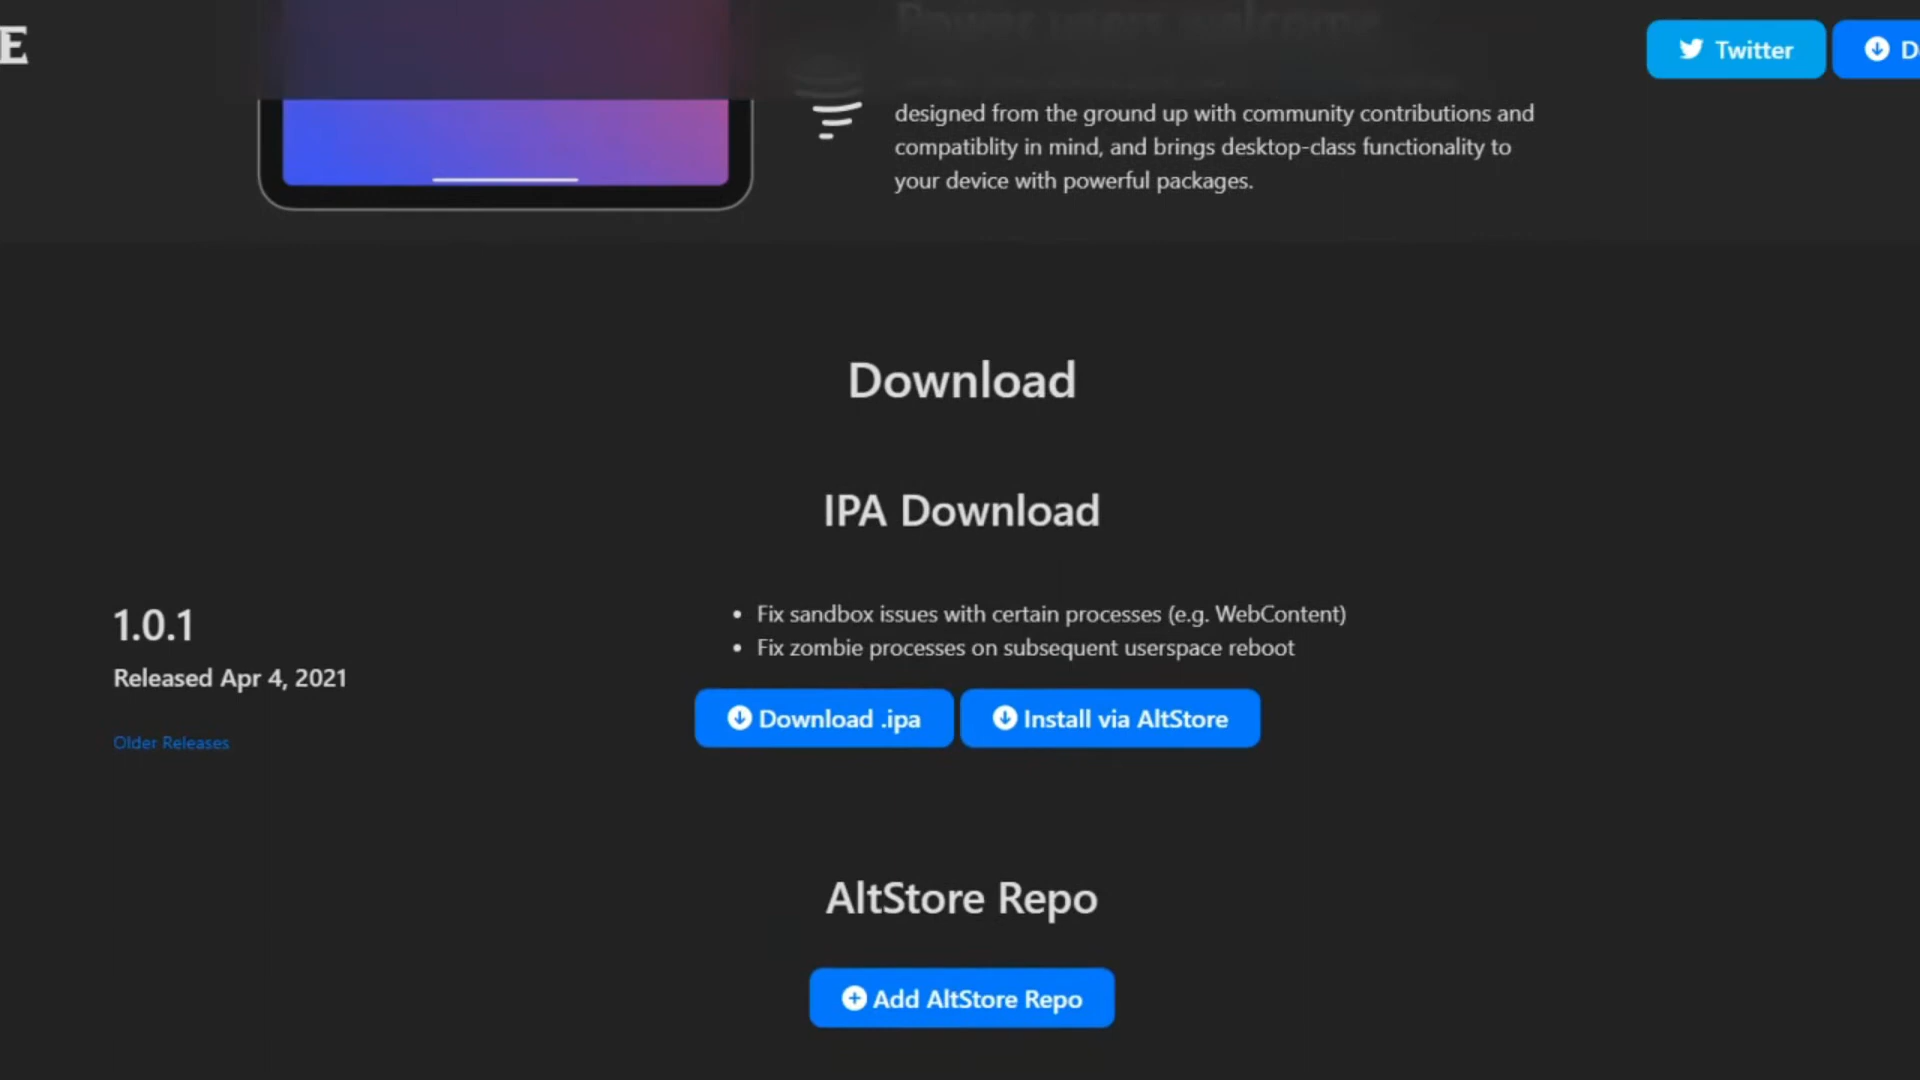 E
Power users welcome
Twitter
D
designed from the ground up with community contributions and
compatiblity in mind, and brings desktop-class functionality to
your device with powerful packages.
Download
IPA Download
1.0.1
Released Apr 4, 2021
Older Releases
• Fix sandbox issues with certain processes (e.g. WebContent)
• Fix zombie processes on subsequent userspace reboot
Download .ipa
Install via AltStore
AltStore Repo
Add AltStore Repo